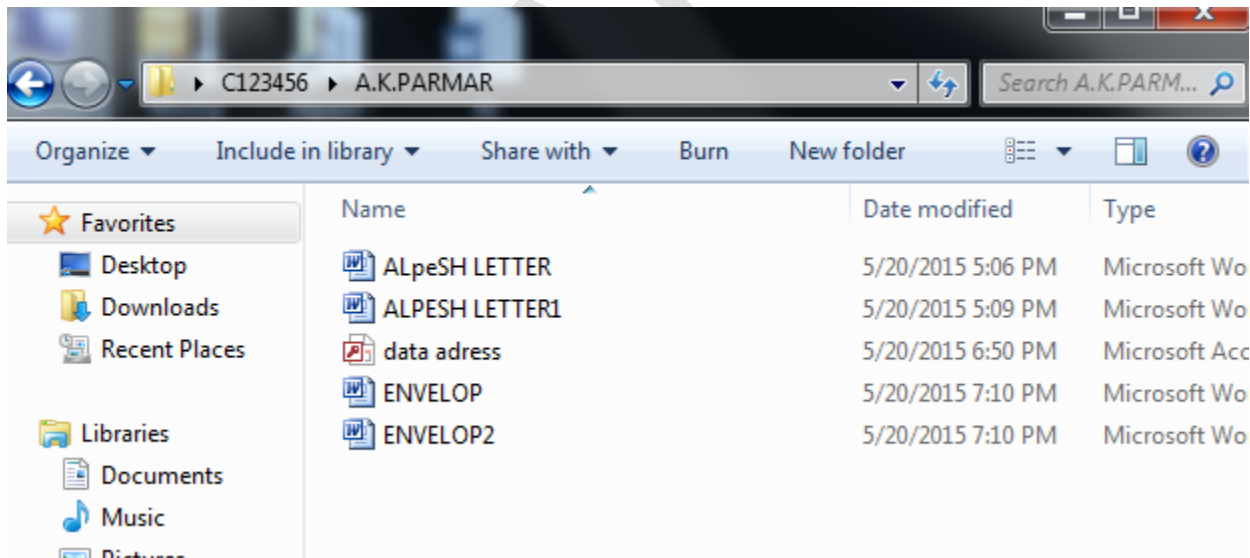 C123456 A.K.PARMAR Search A.K.PARM...
Organize Include in library Share with Burn New folder
Name Date modified Type
Favorites
Desktop ALpeSH LETTER 5/20/2015 5:06 PM Microsoft Wo
Downloads ALPESH LETTER1 5/20/2015 5:09 PM Microsoft Wo
Recent Places data adress 5/20/2015 6:50 PM Microsoft Acc
ENVELOP 5/20/2015 7:10 PM Microsoft Wo
Libraries ENVELOP2 5/20/2015 7:10 PM Microsoft Wo
Documents
Music
Pictures